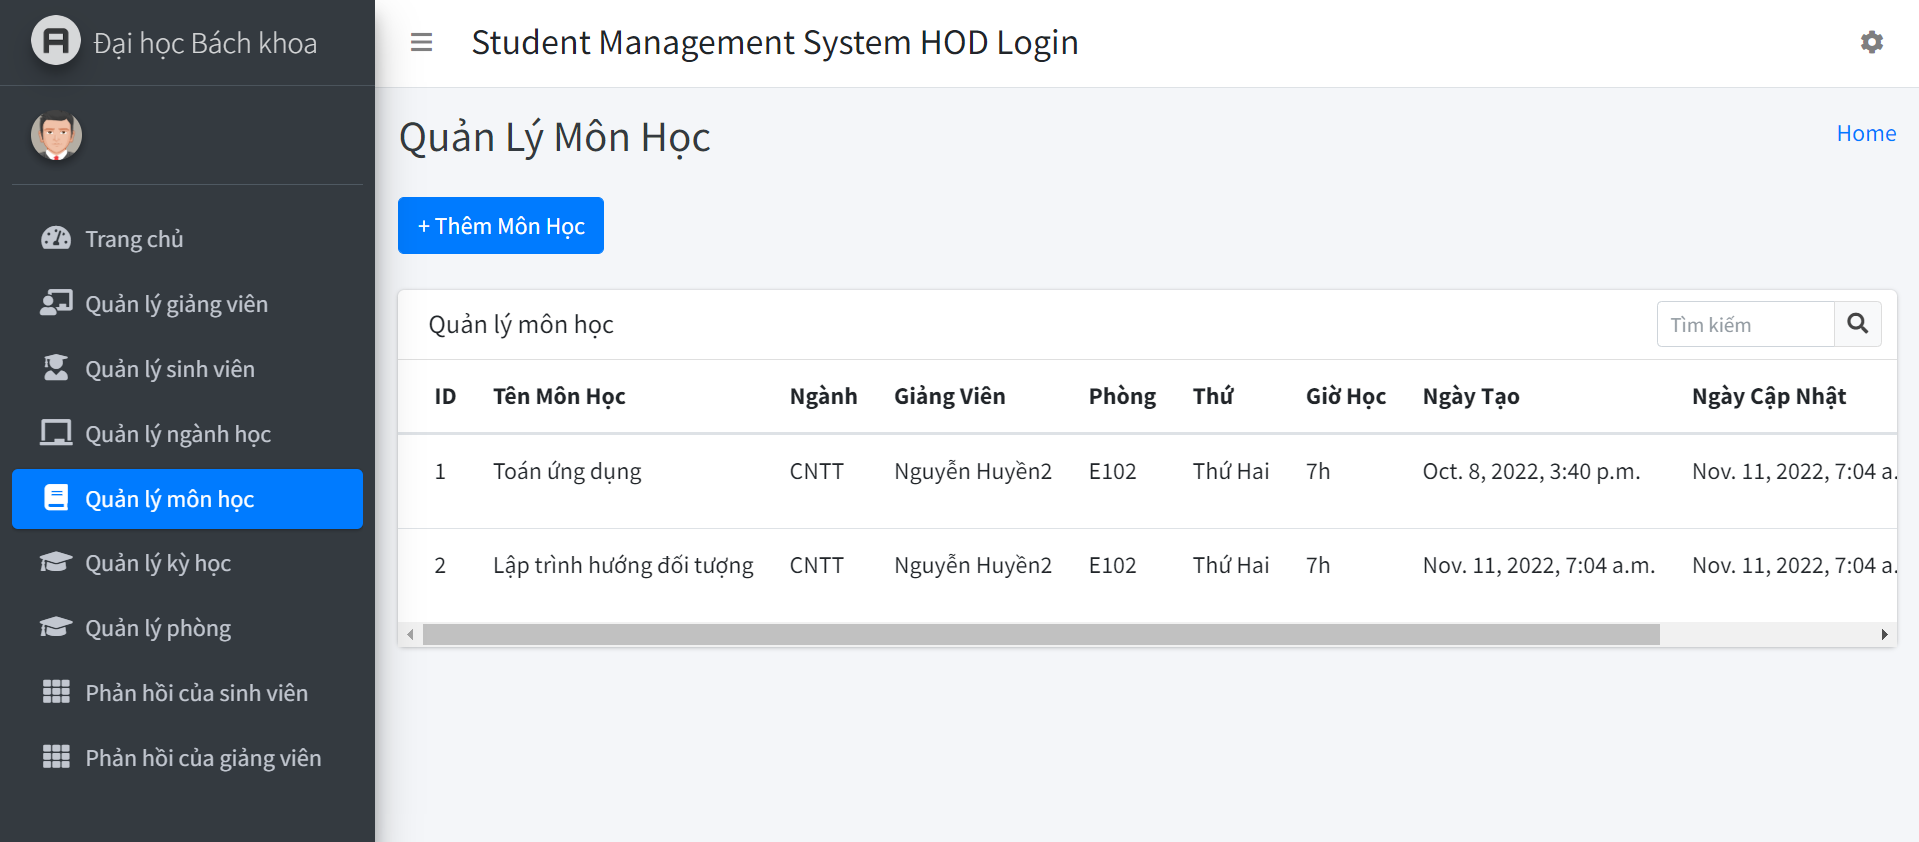 Đại học Bách khoa
Student Management System HOD Login
Trang chủ
Quản lý giảng viên
Quản lý sinh viên
Quản lý ngành học
Quản lý môn học
Quản lý kỳ học
Quản lý phòng
Phản hồi của sinh viên
Phản hồi của giảng viên
Quản Lý Môn Học
Home
+ Thêm Môn Học
Quản lý môn học
Tìm kiếm
ID Tên Môn Học Ngành Giảng Viên Phòng Thứ Giờ Học Ngày Tạo Ngày Cập Nhật
1 Toán ứng dụng CNTT Nguyễn Huyền2 E102 Thứ Hai 7h Oct. 8, 2022, 3:40 p.m. Nov. 11, 2022, 7:04 a.
2 Lập trình hướng đối tượng CNTT Nguyễn Huyền2 E102 Thứ Hai 7h Nov. 11, 2022, 7:04 a.m. Nov. 11, 2022, 7:04 a.